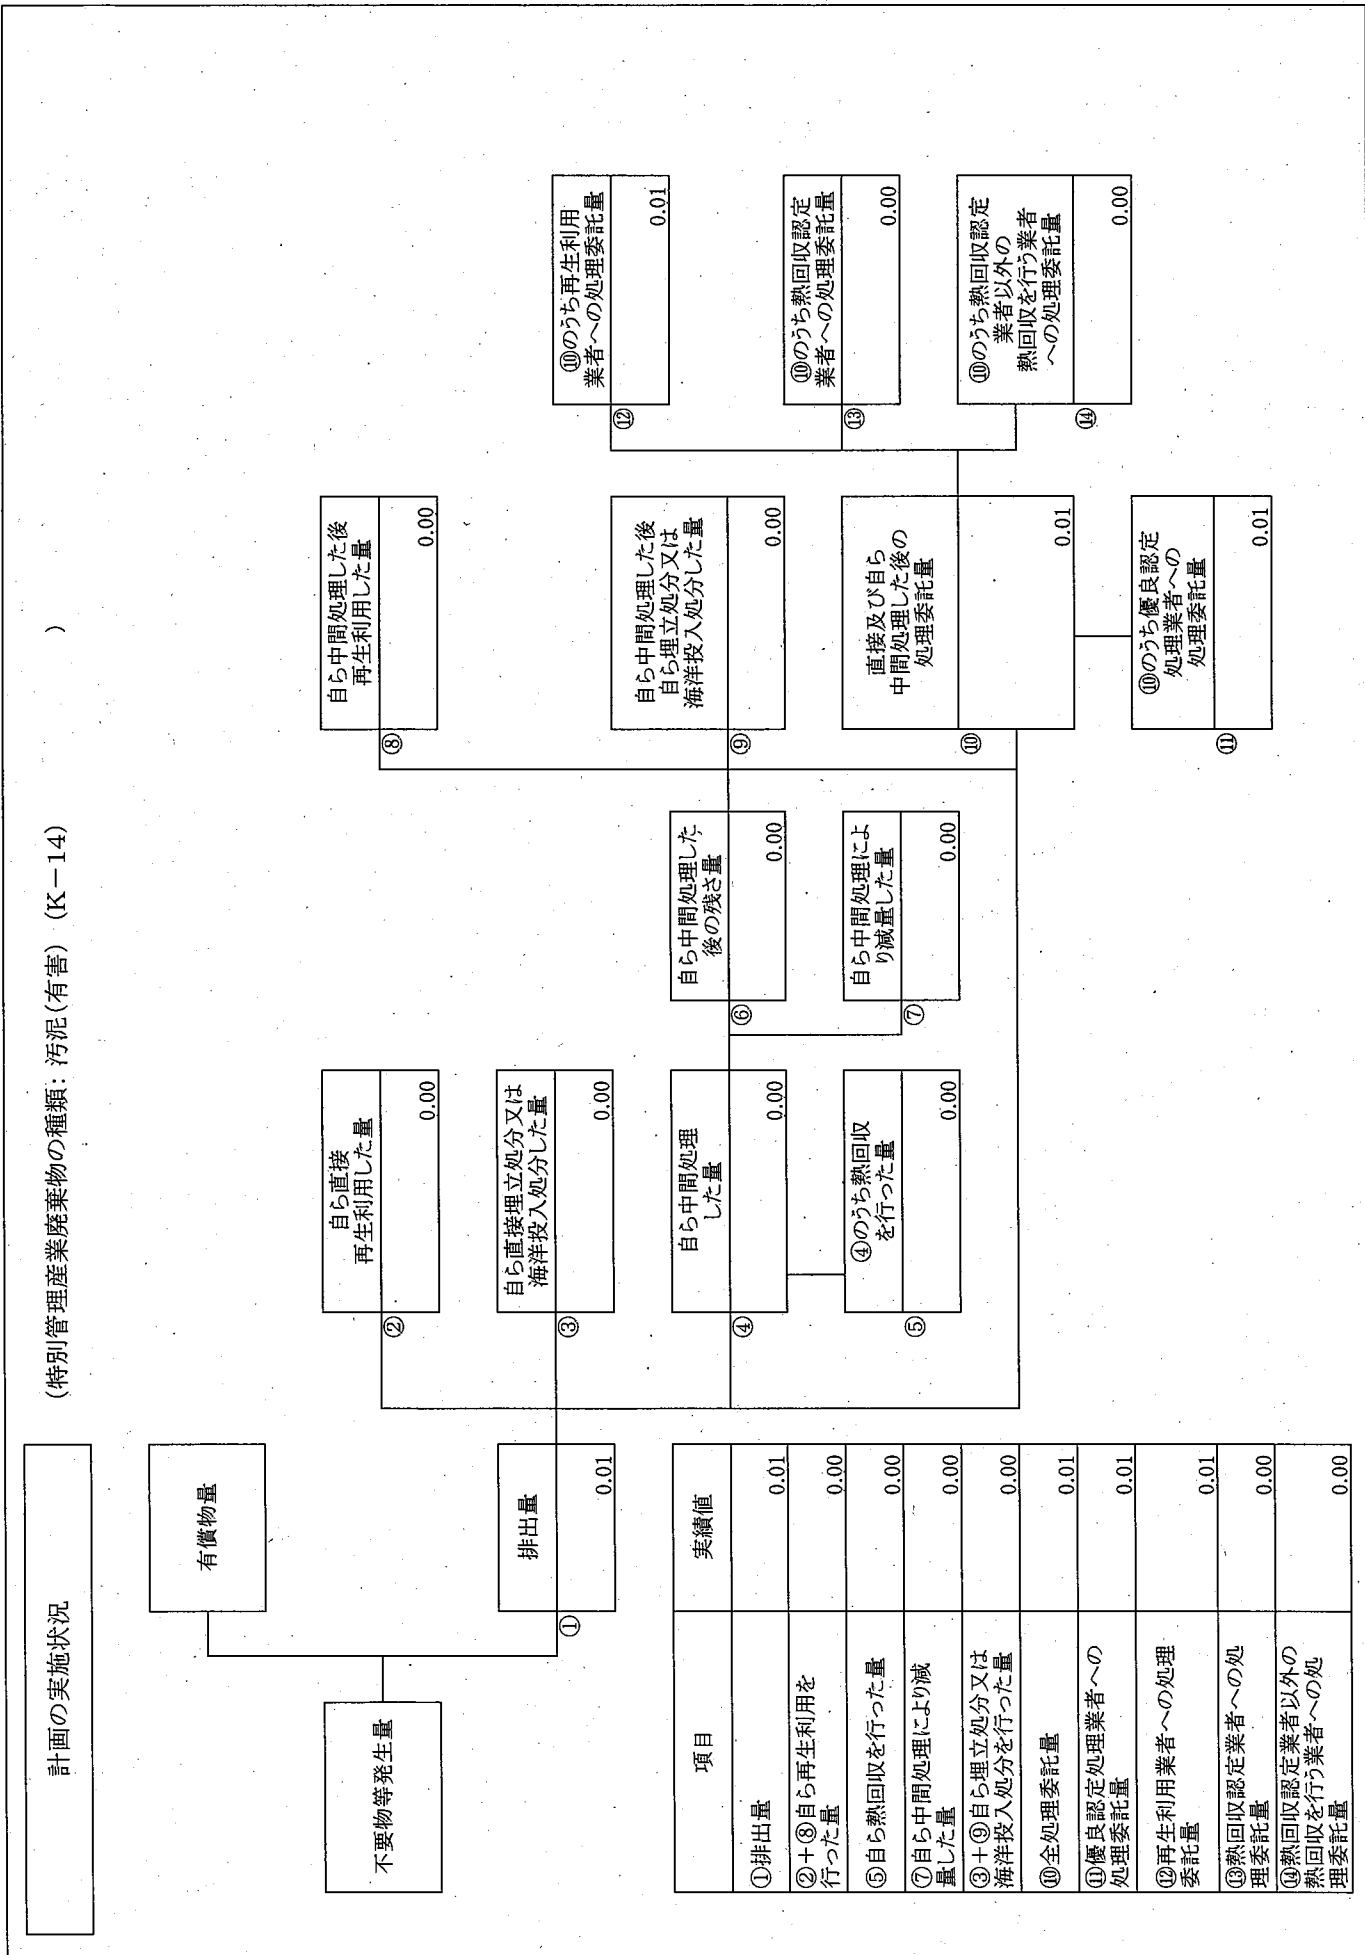 計画の実施状況
(特別管理産業廃棄物の種類: 汚泥(有害) (K－14)
)
不要物等発生量
有償物量
①
排出量
0.01
②
自ら直接
再生利用した量
0.00
③
自ら直接埋立処分又は
海洋投入処分した量
0.00
④
自ら中間処理
した量
0.00
⑤
④のうち熱回収
を行った量
0.00
⑥
自ら中間処理した
後の残さ量
0.00
⑦
自ら中間処理によ
り減量した量
0.00
⑧
自ら中間処理した後
再生利用した量
0.00
⑨
自ら中間処理した後
自ら埋立処分又は
海洋投入処分した量
0.00
⑩
直接及び自ら
中間処理した後の
処理委託量
0.01
⑪
⑩のうち優良認定
処理業者への
処理委託量
0.01
⑫
⑩のうち再生利用
業者への処理委託量
0.01
⑬
⑩のうち熱回収認定
業者への処理委託量
0.00
⑭
⑩のうち熱回収認定
業者以外の
熱回収を行う業者
への処理委託量
0.00
項目 実績値
①排出量 0.01
②+⑧自ら再生利用を
行った量 0.00
⑤自ら熱回収を行った量 0.00
⑦自ら中間処理により減
量した量 0.00
③+⑨自ら埋立処分又は
海洋投入処分を行った量 0.00
⑩全処理委託量 0.01
⑪優良認定処理業者への
処理委託量 0.01
⑫再生利用業者への処理
委託量 0.01
⑬熱回収認定業者への処
理委託量 0.00
⑭熱回収認定業者以外の
熱回収を行う業者への処
理委託量 0.00